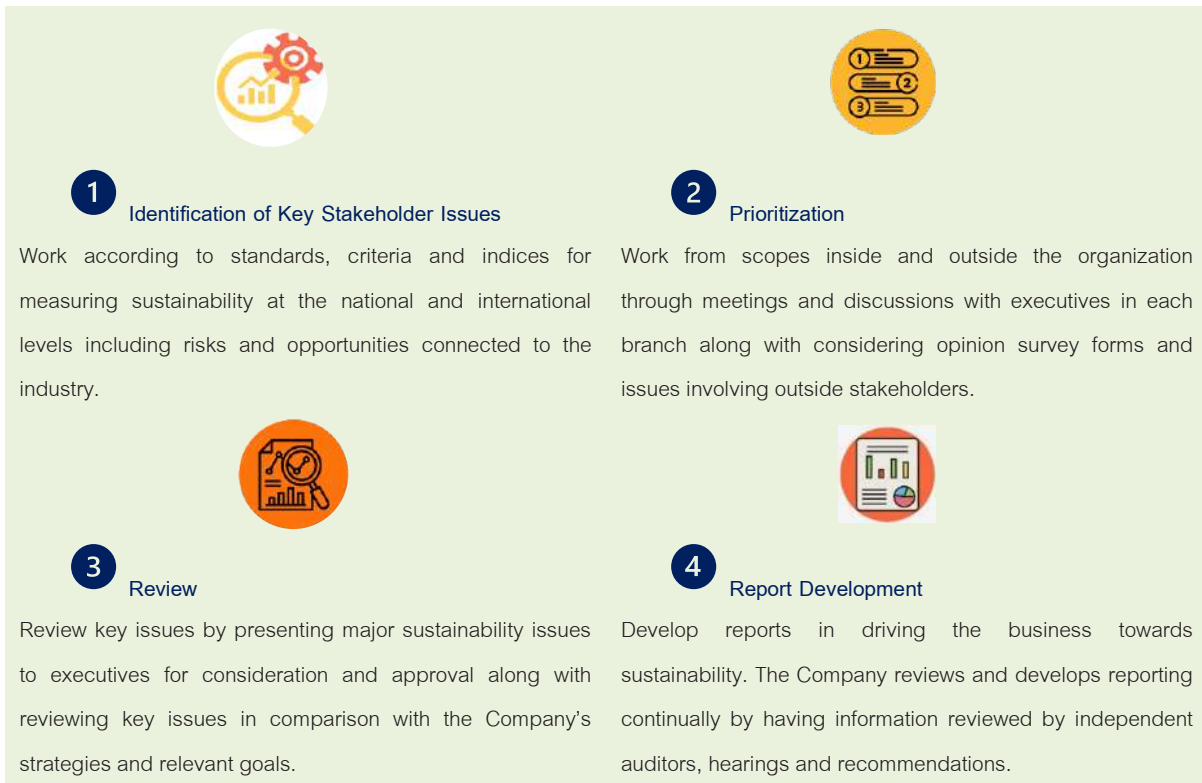 1
Identification of Key Stakeholder Issues
Work according to standards, criteria and indices for
measuring sustainability at the national and international
levels including risks and opportunities connected to the
industry.
1
2
3
2
Prioritization
Work from scopes inside and outside the organization
through meetings and discussions with executives in each
branch along with considering opinion survey forms and
issues involving outside stakeholders.
3
Review
Review key issues by presenting major sustainability issues
to executives for consideration and approval along with
reviewing key issues in comparison with the Company's
strategies and relevant goals.
4
Report Development
Develop reports in driving the business towards
sustainability. The Company reviews and develops reporting
continually by having information reviewed by independent
auditors, hearings and recommendations.